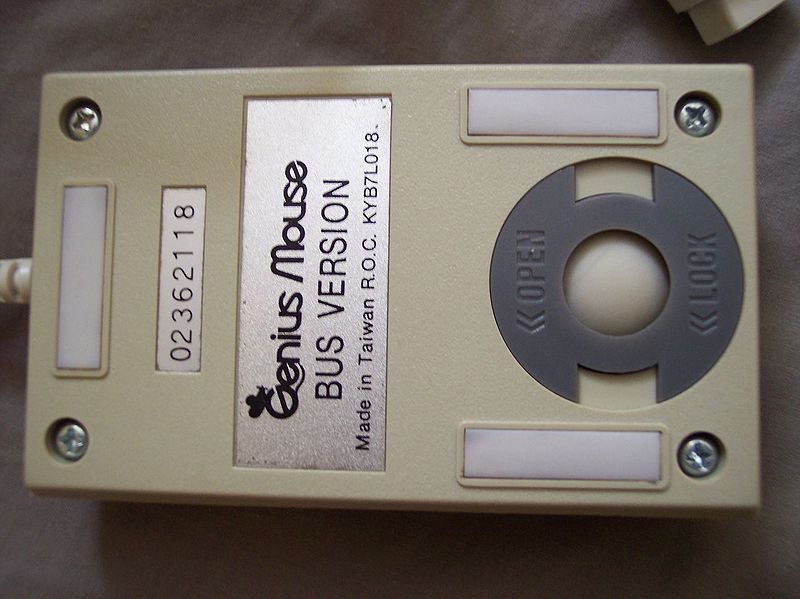 02362118
Genius Mouse
BUS VERSION
Made in Taiwan R.O.C. KYB7L018
« OPEN
« LOCK